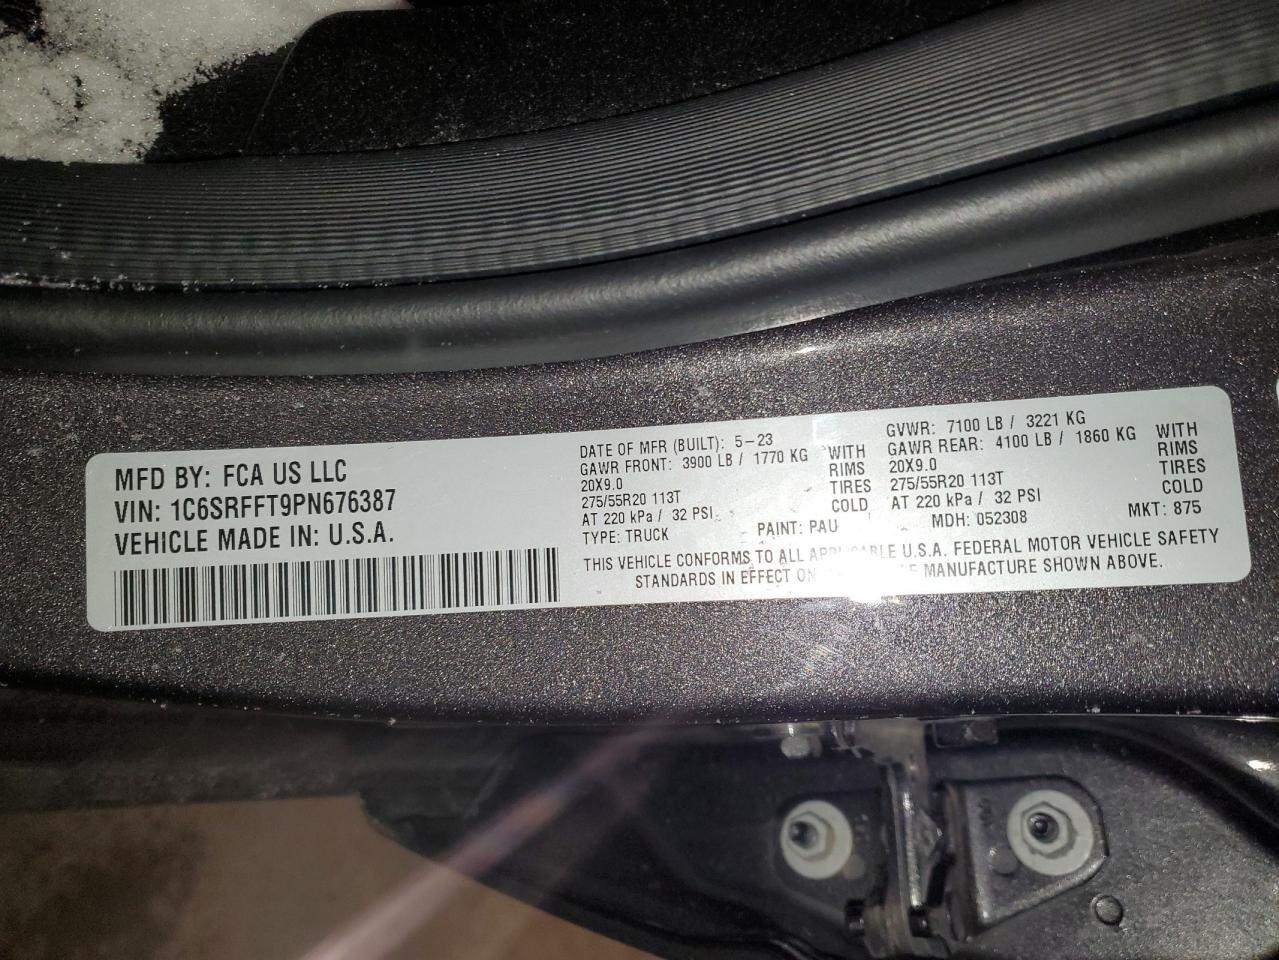 MFD BY: FCA US LLC
VIN: 1C6SRFFT9PN676387
VEHICLE MADE IN: U.S.A.
DATE OF MFR (BUILT): 5-23
GAWR FRONT: 3900 LB / 1770 KG WITH
20X9.0 RIMS
275/55R20 113T TIRES
AT 220 kPa / 32 PSI COLD
TYPE: TRUCK PAINT: PAU
GVWR: 7100 LB / 3221 KG
GAWR REAR: 4100 LB / 1860 KG WITH
20X9.0 RIMS
275/55R20 113T TIRES
AT 220 kPa / 32 PSI COLD
MDH: 052308 MKT: 875
THIS VEHICLE CONFORMS TO ALL APPLICABLE U.S.A. FEDERAL MOTOR VEHICLE SAFETY
STANDARDS IN EFFECT ON MANUFACTURE SHOWN ABOVE.